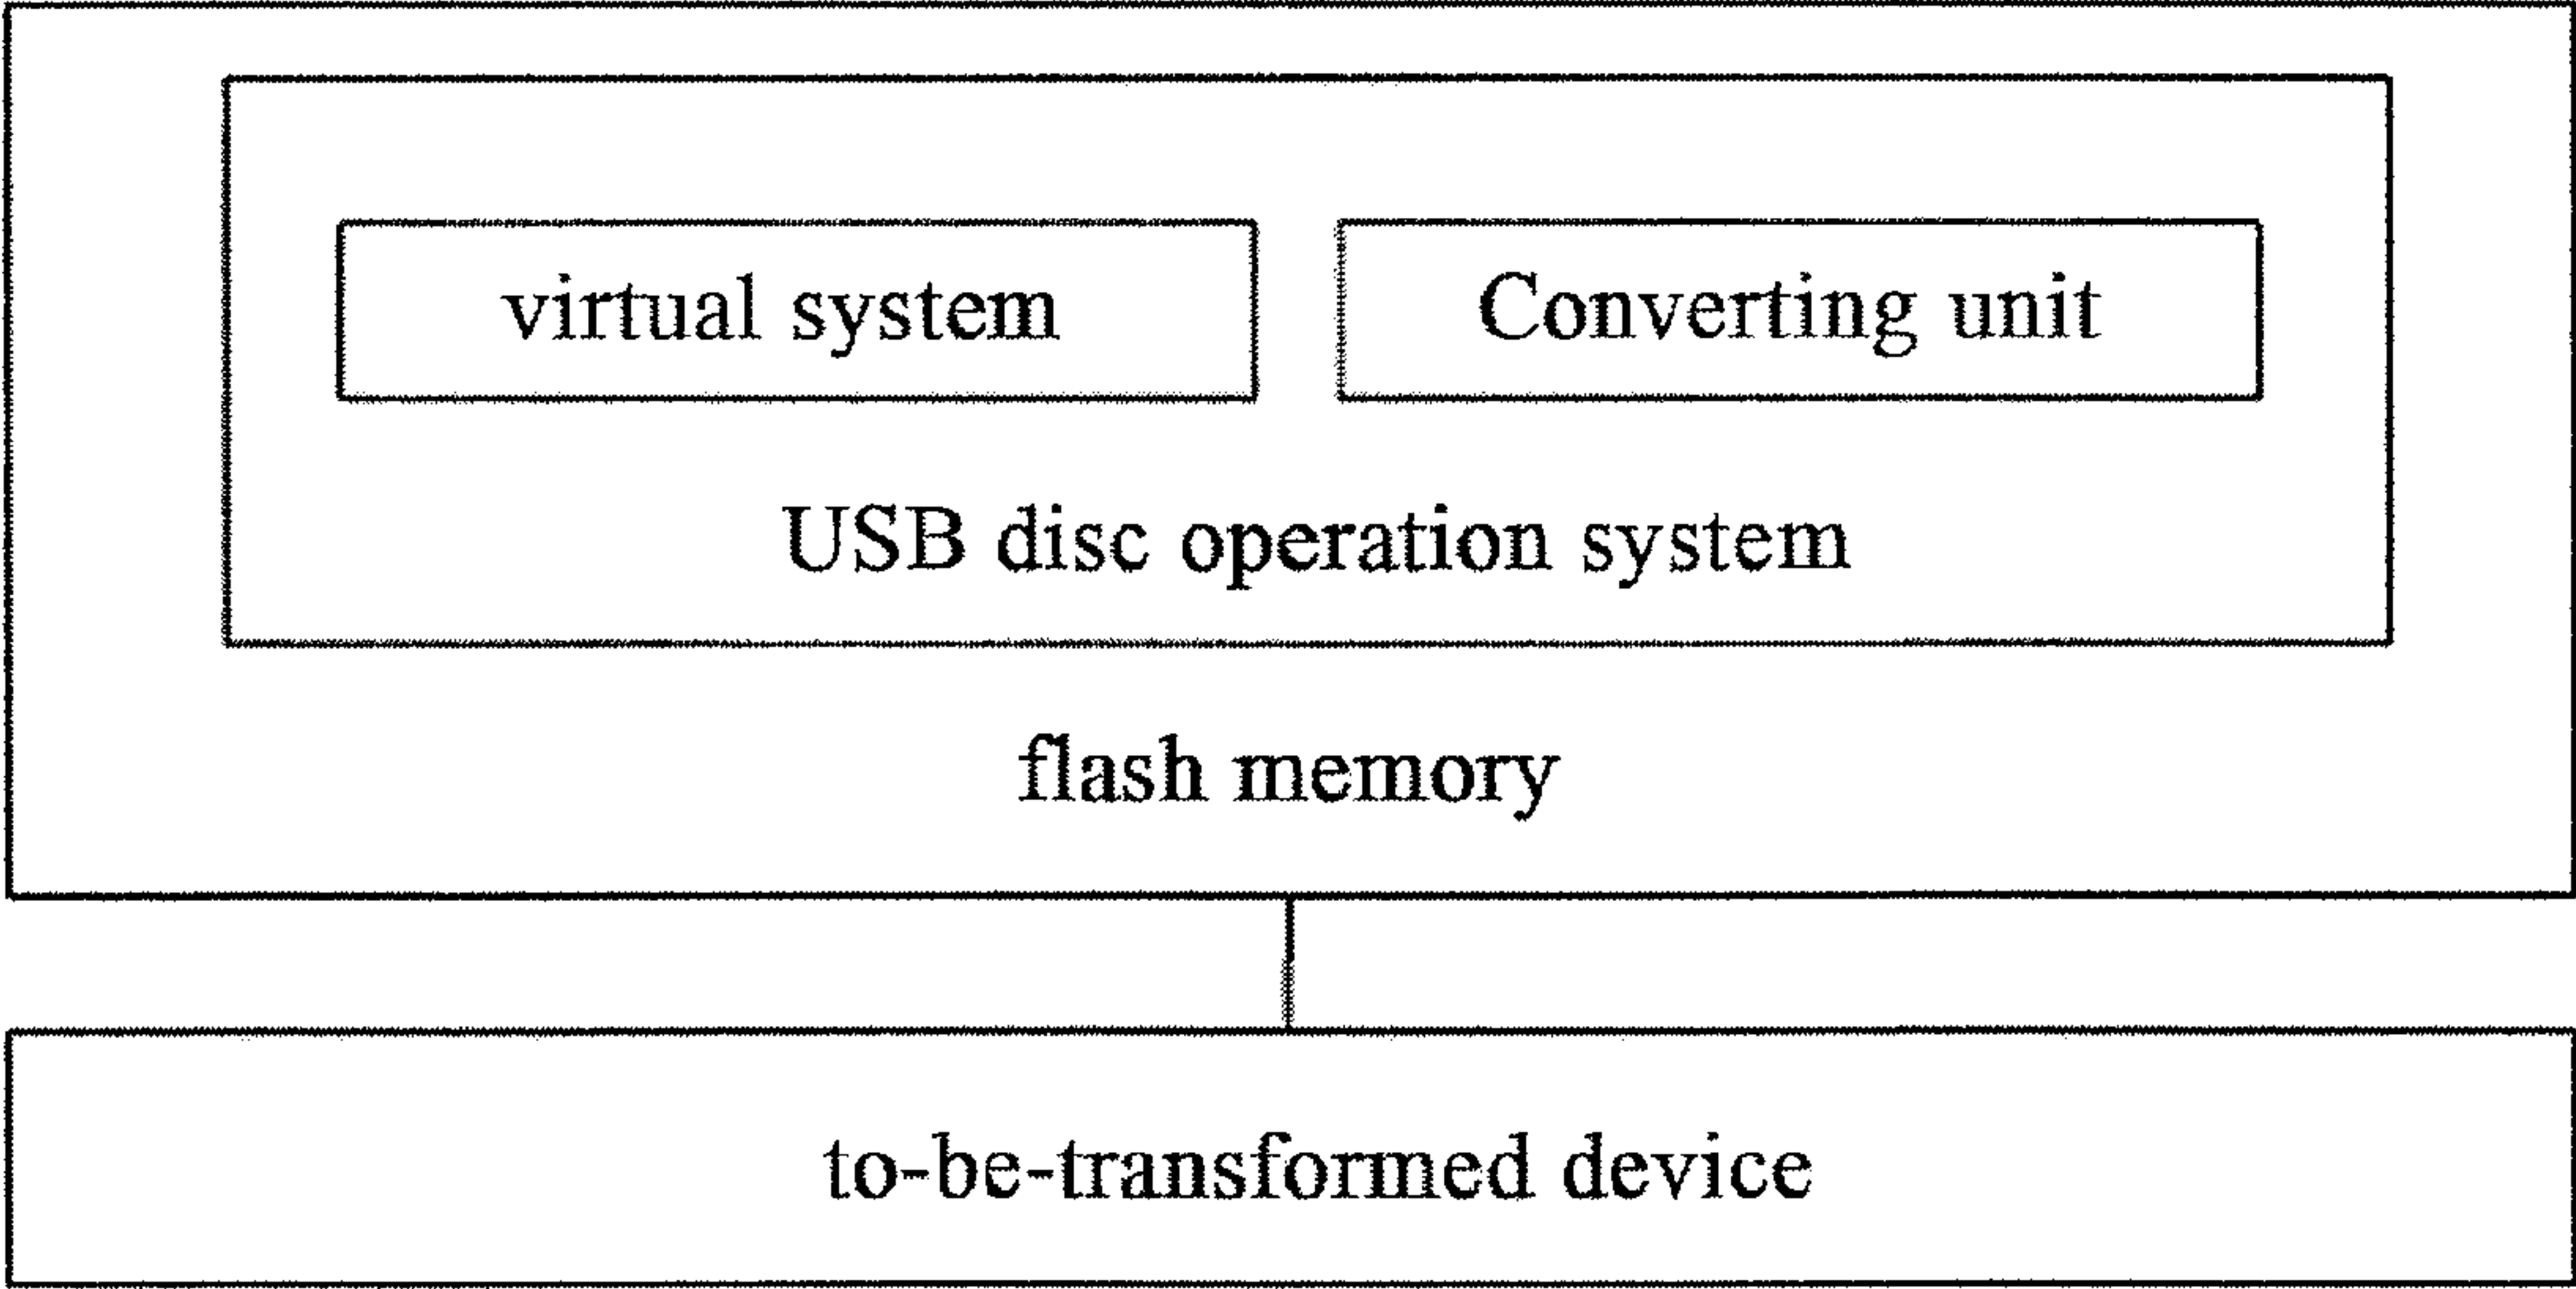 virtual system
Converting unit
USB disc operation system
flash memory
to-be-transformed device